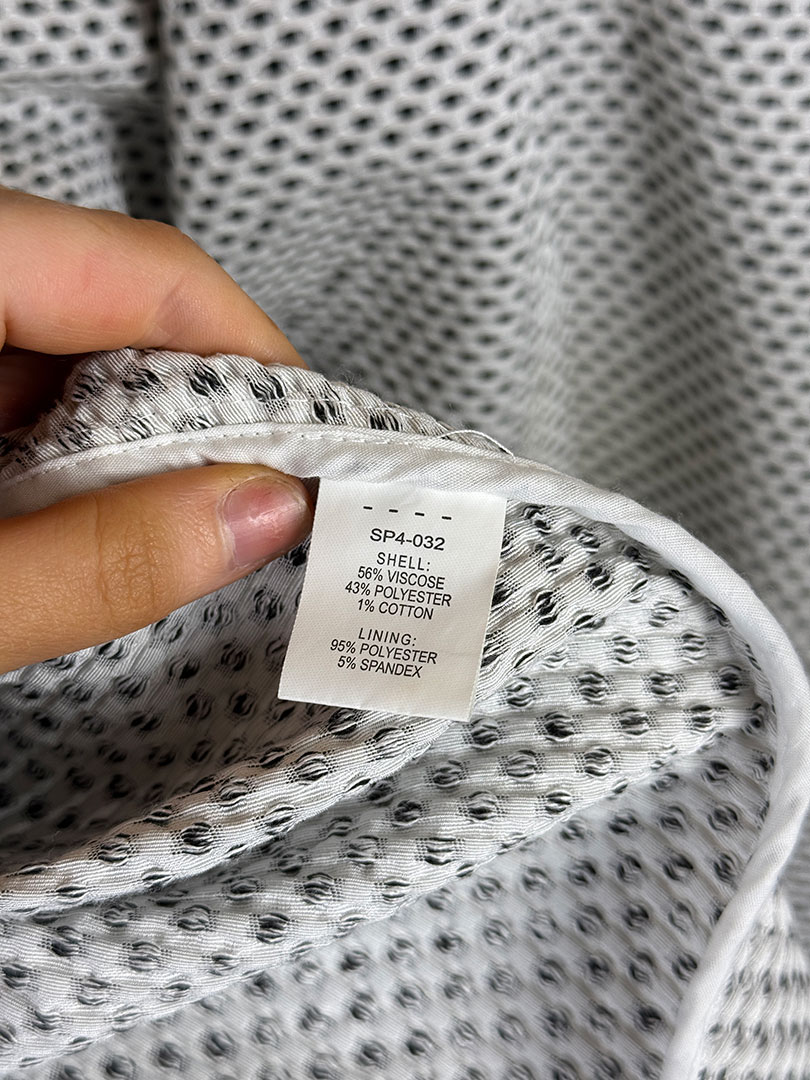 - - - -
SP4-032
SHELL:
56% VISCOSE
43% POLYESTER
1% COTTON
LINING:
95% POLYESTER
5% SPANDEX